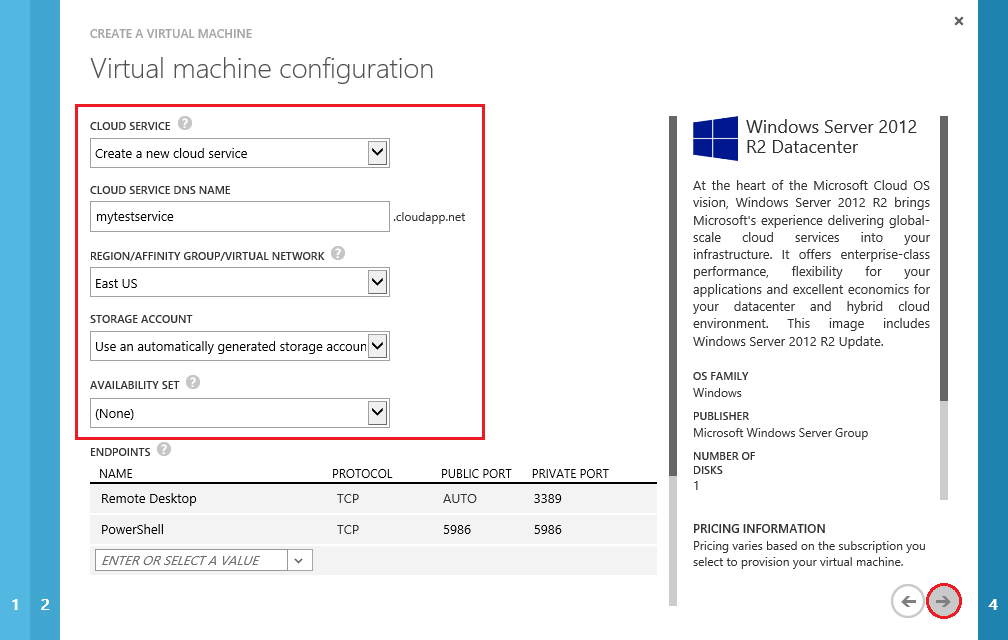 CREATE A VIRTUAL MACHINE
Virtual machine configuration
CLOUD SERVICE ?
Create a new cloud service
CLOUD SERVICE DNS NAME
mytestservice .cloudapp.net
REGION/AFFINITY GROUP/VIRTUAL NETWORK ?
East US
STORAGE ACCOUNT
Use an automatically generated storage accoun
AVAILABILITY SET ?
(None)
ENDPOINTS ?
NAME PROTOCOL PUBLIC PORT PRIVATE PORT
Remote Desktop TCP AUTO 3389
PowerShell TCP 5986 5986
ENTER OR SELECT A VALUE
Windows Server 2012
R2 Datacenter
At the heart of the Microsoft Cloud OS
vision, Windows Server 2012 R2 brings
Microsoft's experience delivering global-
scale cloud services into your
infrastructure. It offers enterprise-class
performance, flexibility for your
applications and excellent economics for
your datacenter and hybrid cloud
environment. This image includes
Windows Server 2012 R2 Update.
OS FAMILY
Windows
PUBLISHER
Microsoft Windows Server Group
NUMBER OF
DISKS
1
PRICING INFORMATION
Pricing varies based on the subscription you
select to provision your virtual machine.
1 2 4